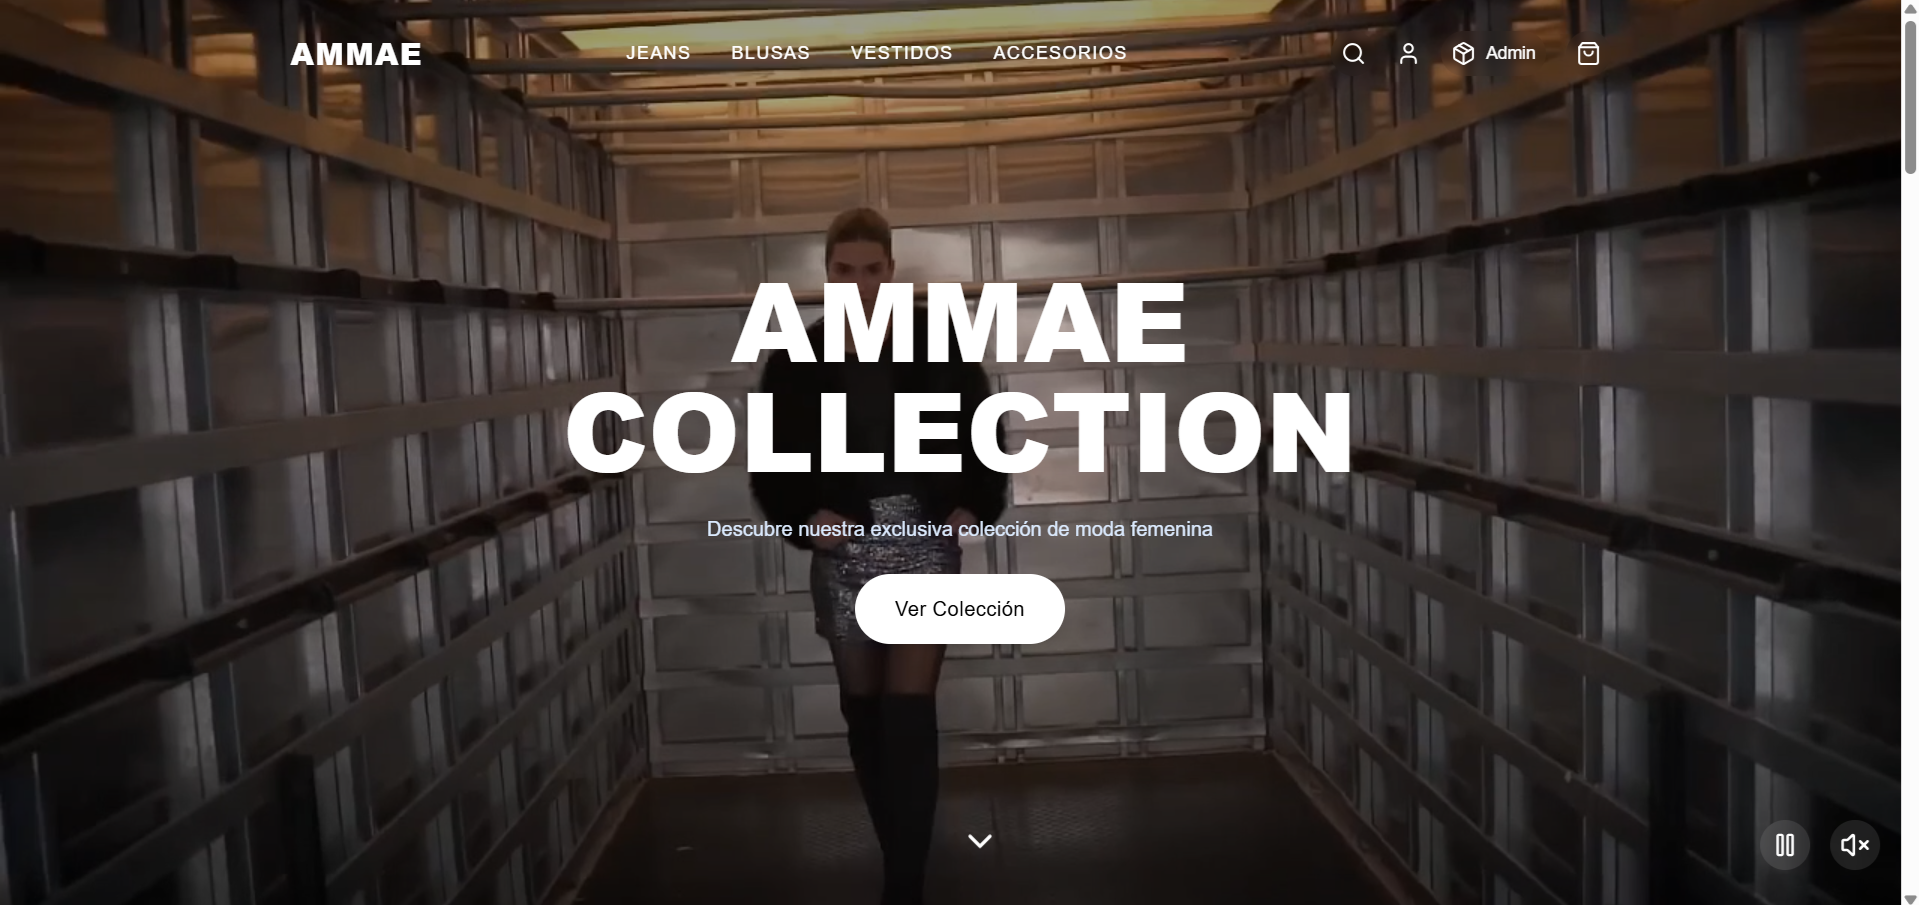 AMMAE
JEANS BLUSAS VESTIDOS ACCESORIOS
Admin
AMMAE
COLLECTION
Descubre nuestra exclusiva colección de moda femenina
Ver Colección